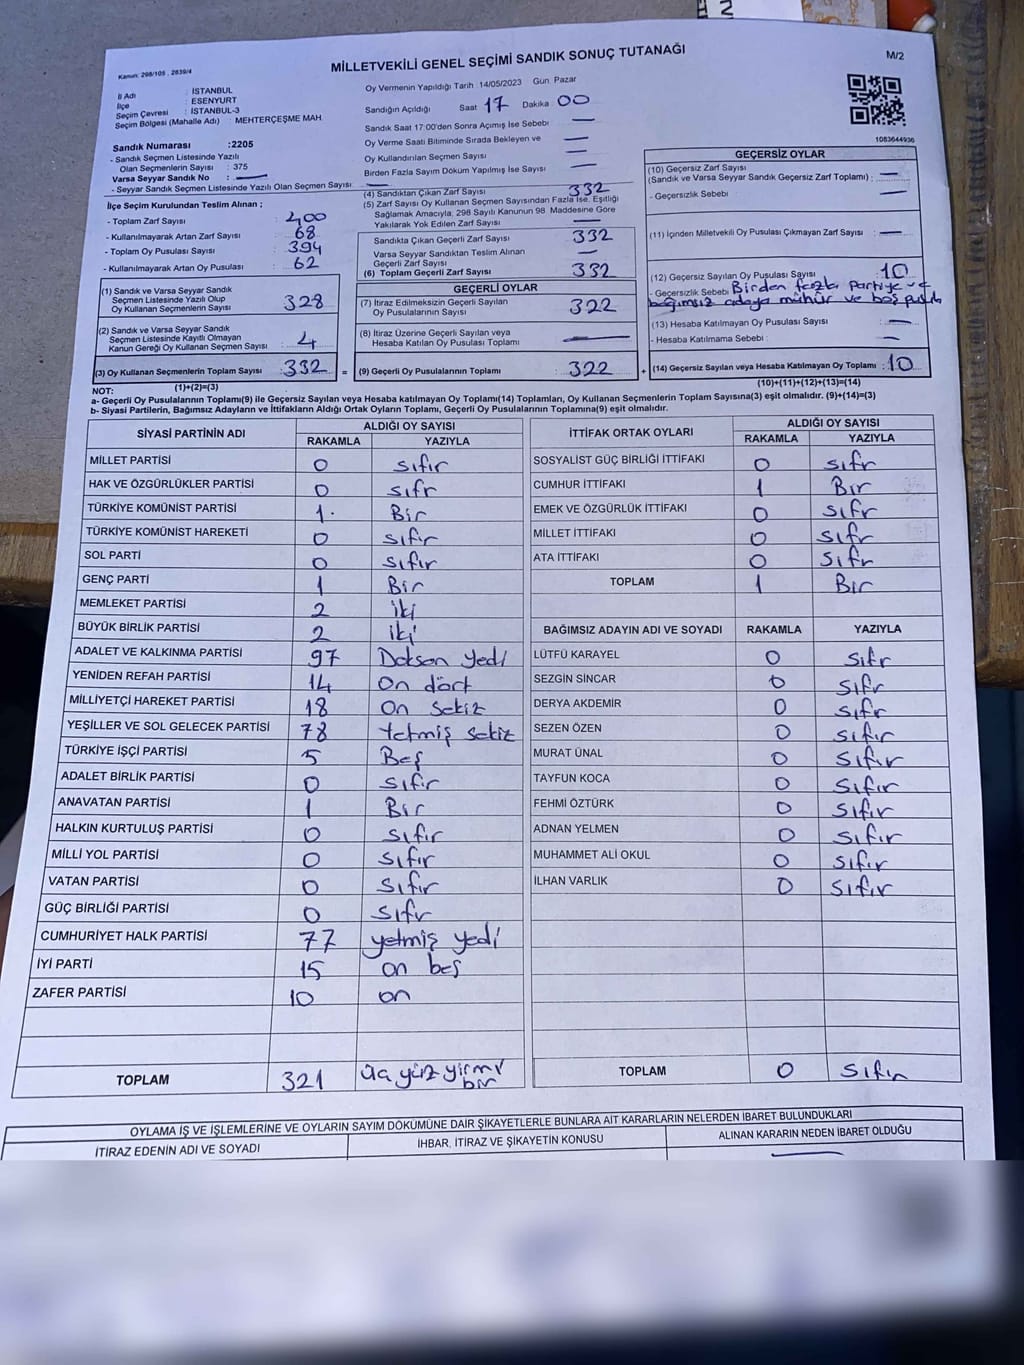 MİLLETVEKİLİ GENEL SEÇİMİ SANDIK SONUÇ TUTANAĞI
M/2
Kanun: 298/105 , 2839/4
İl Adı : İSTANBUL
İlçe : ESENYURT
Seçim Çevresi : İSTANBUL-3
Seçim Bölgesi (Mahalle Adı) : MEHTERÇEŞME MAH.
Sandık Numarası :2205
- Sandık Seçmen Listesinde Yazılı
Olan Seçmenlerin Sayısı : 375
Varsa Seyyar Sandık No :
- Seyyar Sandık Seçmen Listesinde Yazılı Olan Seçmen Sayısı
İlçe Seçim Kurulundan Teslim Alınan ;
- Toplam Zarf Sayısı : 400
- Kullanılmayarak Artan Zarf Sayısı : 68
- Toplam Oy Pusulası Sayısı : 394
- Kullanılmayarak Artan Oy Pusulası : 62
(1) Sandık ve Varsa Seyyar Sandık
Seçmen Listesinde Yazılı Olup
Oy Kullanan Seçmenlerin Sayısı : 328
(2) Sandık ve Varsa Seyyar Sandık
Seçmen Listesinde Kayıtlı Olmayan
Kanun Gereği Oy Kullanan Seçmen Sayısı : 4
(3) Oy Kullanan Seçmenlerin Toplam Sayısı : 332 =
(1)+(2)=(3)
Oy Vermenin Yapıldığı Tarih :14/05/2023 Gün: Pazar
Sandığın Açıldığı Saat 17 Dakika 00
Sandık Saat 17:00'den Sonra Açımış İse Sebebi :
Oy Verme Saati Bitiminde Sırada Bekleyen ve
Oy Kullandırılan Seçmen Sayısı
Birden Fazla Sayım Döküm Yapılmış İse Sayısı
(4) Sandıktan Çıkan Zarf Sayısı 332
(5) Zarf Sayısı Oy Kullanan Seçmen Sayısından Fazla İse, Eşitliği
Sağlamak Amacıyla, 298 Sayılı Kanunun 98. Maddesine Göre
Yakılarak Yok Edilen Zarf Sayısı
Sandıkta Çıkan Geçerli Zarf Sayısı : 332
Varsa Seyyar Sandıktan Teslim Alınan
Geçerli Zarf Sayısı
(6) Toplam Geçerli Zarf Sayısı : 332
GEÇERLİ OYLAR
(7) İtiraz Edilmeksizin Geçerli Sayılan
Oy Pusulalarının Sayısı : 322
(8) İtiraz Üzerine Geçerli Sayılan veya
Hesaba Katılan Oy Pusulası Toplamı
(9) Geçerli Oy Pusulalarının Toplamı : 322 +
1083644936
GEÇERSİZ OYLAR
(10) Geçersiz Zarf Sayısı
(Sandık ve Varsa Seyyar Sandık Geçersiz Zarf Toplamı) :
- Geçersizlik Sebebi
(11) İçinden Milletvekili Oy Pusulası Çıkmayan Zarf Sayısı :
(12) Geçersiz Sayılan Oy Pusulası Sayısı : 10
- Geçersizlik Sebebi : Birden fazla Partiye ve
bağımsız adaya mühür ve boş pusula
(13) Hesaba Katılmayan Oy Pusulası Sayısı :
- Hesaba Katılmama Sebebi :
(14) Geçersiz Sayılan veya Hesaba Katılmayan Oy Toplamı : 10
(10)+(11)+(12)+(13)=(14)
NOT:
a- Geçerli Oy Pusulalarının Toplamı(9) ile Geçersiz Sayılan veya Hesaba katılmayan Oy Toplamı(14) Toplamları, Oy Kullanan Seçmenlerin Toplam Sayısına(3) eşit olmalıdır. (9)+(14)=(3)
b- Siyasi Partilerin, Bağımsız Adayların ve İttifakların Aldığı Ortak Oyların Toplamı, Geçerli Oy Pusulalarının Toplamına(9) eşit olmalıdır.
SİYASİ PARTİNİN ADI ALDIĞI OY SAYISI
RAKAMLA YAZIYLA
MİLLET PARTİSİ 0 sıfır
HAK VE ÖZGÜRLÜKLER PARTİSİ 0 sıfr
TÜRKİYE KOMÜNİST PARTİSİ 1 Bir
TÜRKİYE KOMÜNİST HAREKETİ 0 sıfır
SOL PARTİ 0 sıfır
GENÇ PARTİ 1 Bir
MEMLEKET PARTİSİ 2 iki
BÜYÜK BİRLİK PARTİSİ 2 iki
ADALET VE KALKINMA PARTİSİ 97 Doksan yedi
YENİDEN REFAH PARTİSİ 14 On dört
MİLLİYETÇİ HAREKET PARTİSİ 18 On sekiz
YEŞİLLER VE SOL GELECEK PARTİSİ 78 Yetmiş sekiz
TÜRKİYE İŞÇİ PARTİSİ 5 Beş
ADALET BİRLİK PARTİSİ 0 sıfır
ANAVATAN PARTİSİ 1 Bir
HALKIN KURTULUŞ PARTİSİ 0 sıfır
MİLLİ YOL PARTİSİ 0 sıfır
VATAN PARTİSİ 0 sıfır
GÜÇ BİRLİĞİ PARTİSİ 0 sıfır
CUMHURİYET HALK PARTİSİ 77 yetmiş yedi
İYİ PARTİ 15 on beş
ZAFER PARTİSİ 10 on
TOPLAM 321 üç yüz yirmi
bir
İTTİFAK ORTAK OYLARI ALDIĞI OY SAYISI
RAKAMLA YAZIYLA
SOSYALİST GÜÇ BİRLİĞİ İTTİFAKI 0 sıfr
CUMHUR İTTİFAKI 1 Bir
EMEK VE ÖZGÜRLÜK İTTİFAKI 0 sıfr
MİLLET İTTİFAKI 0 sıfr
ATA İTTİFAKI 0 sıfr
TOPLAM 1 Bir
BAĞIMSIZ ADAYIN ADI VE SOYADI RAKAMLA YAZIYLA
LÜTFÜ KARAYEL 0 sıfr
SEZGİN SİNCAR 0 sıfr
DERYA AKDEMİR 0 sıfr
SEZEN ÖZEN 0 sıfır
MURAT ÜNAL 0 sıfır
TAYFUN KOCA 0 sıfır
FEHMİ ÖZTÜRK 0 sıfır
ADNAN YELMEN 0 sıfır
MUHAMMET ALİ OKUL 0 sıfır
İLHAN VARLIK 0 sıfır
TOPLAM 0 sıfır
OYLAMA İŞ VE İŞLEMLERİNE VE OYLARIN SAYIM DÖKÜMÜNE DAİR ŞİKAYETLERLE BUNLARA AİT KARARLARIN NELERDEN İBARET BULUNDUKLARI
İTİRAZ EDENİN ADI VE SOYADI İHBAR, İTİRAZ VE ŞİKAYETİN KONUSU ALINAN KARARIN NEDEN İBARET OLDUĞU